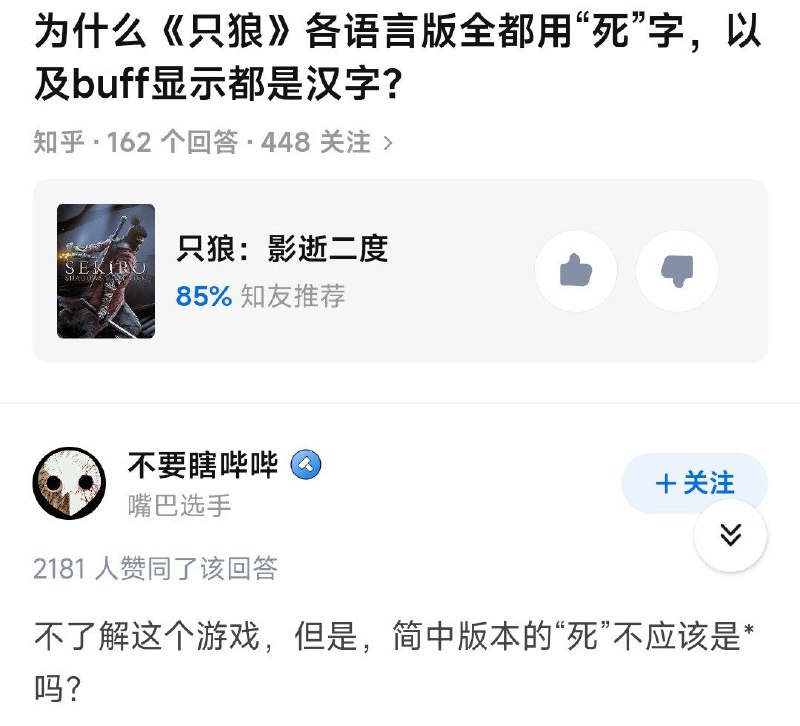 为什么《只狼》各语言版全都用“死”字，以
及buff显示都是汉字？
知乎 · 162 个回答 · 448 关注 >
SEKIRO
只狼：影逝二度
85% 知友推荐
不要瞎哔哔
嘴巴选手
+ 关注
2181 人赞同了该回答
不了解这个游戏，但是，简中版本的“死”不应该是*
吗？